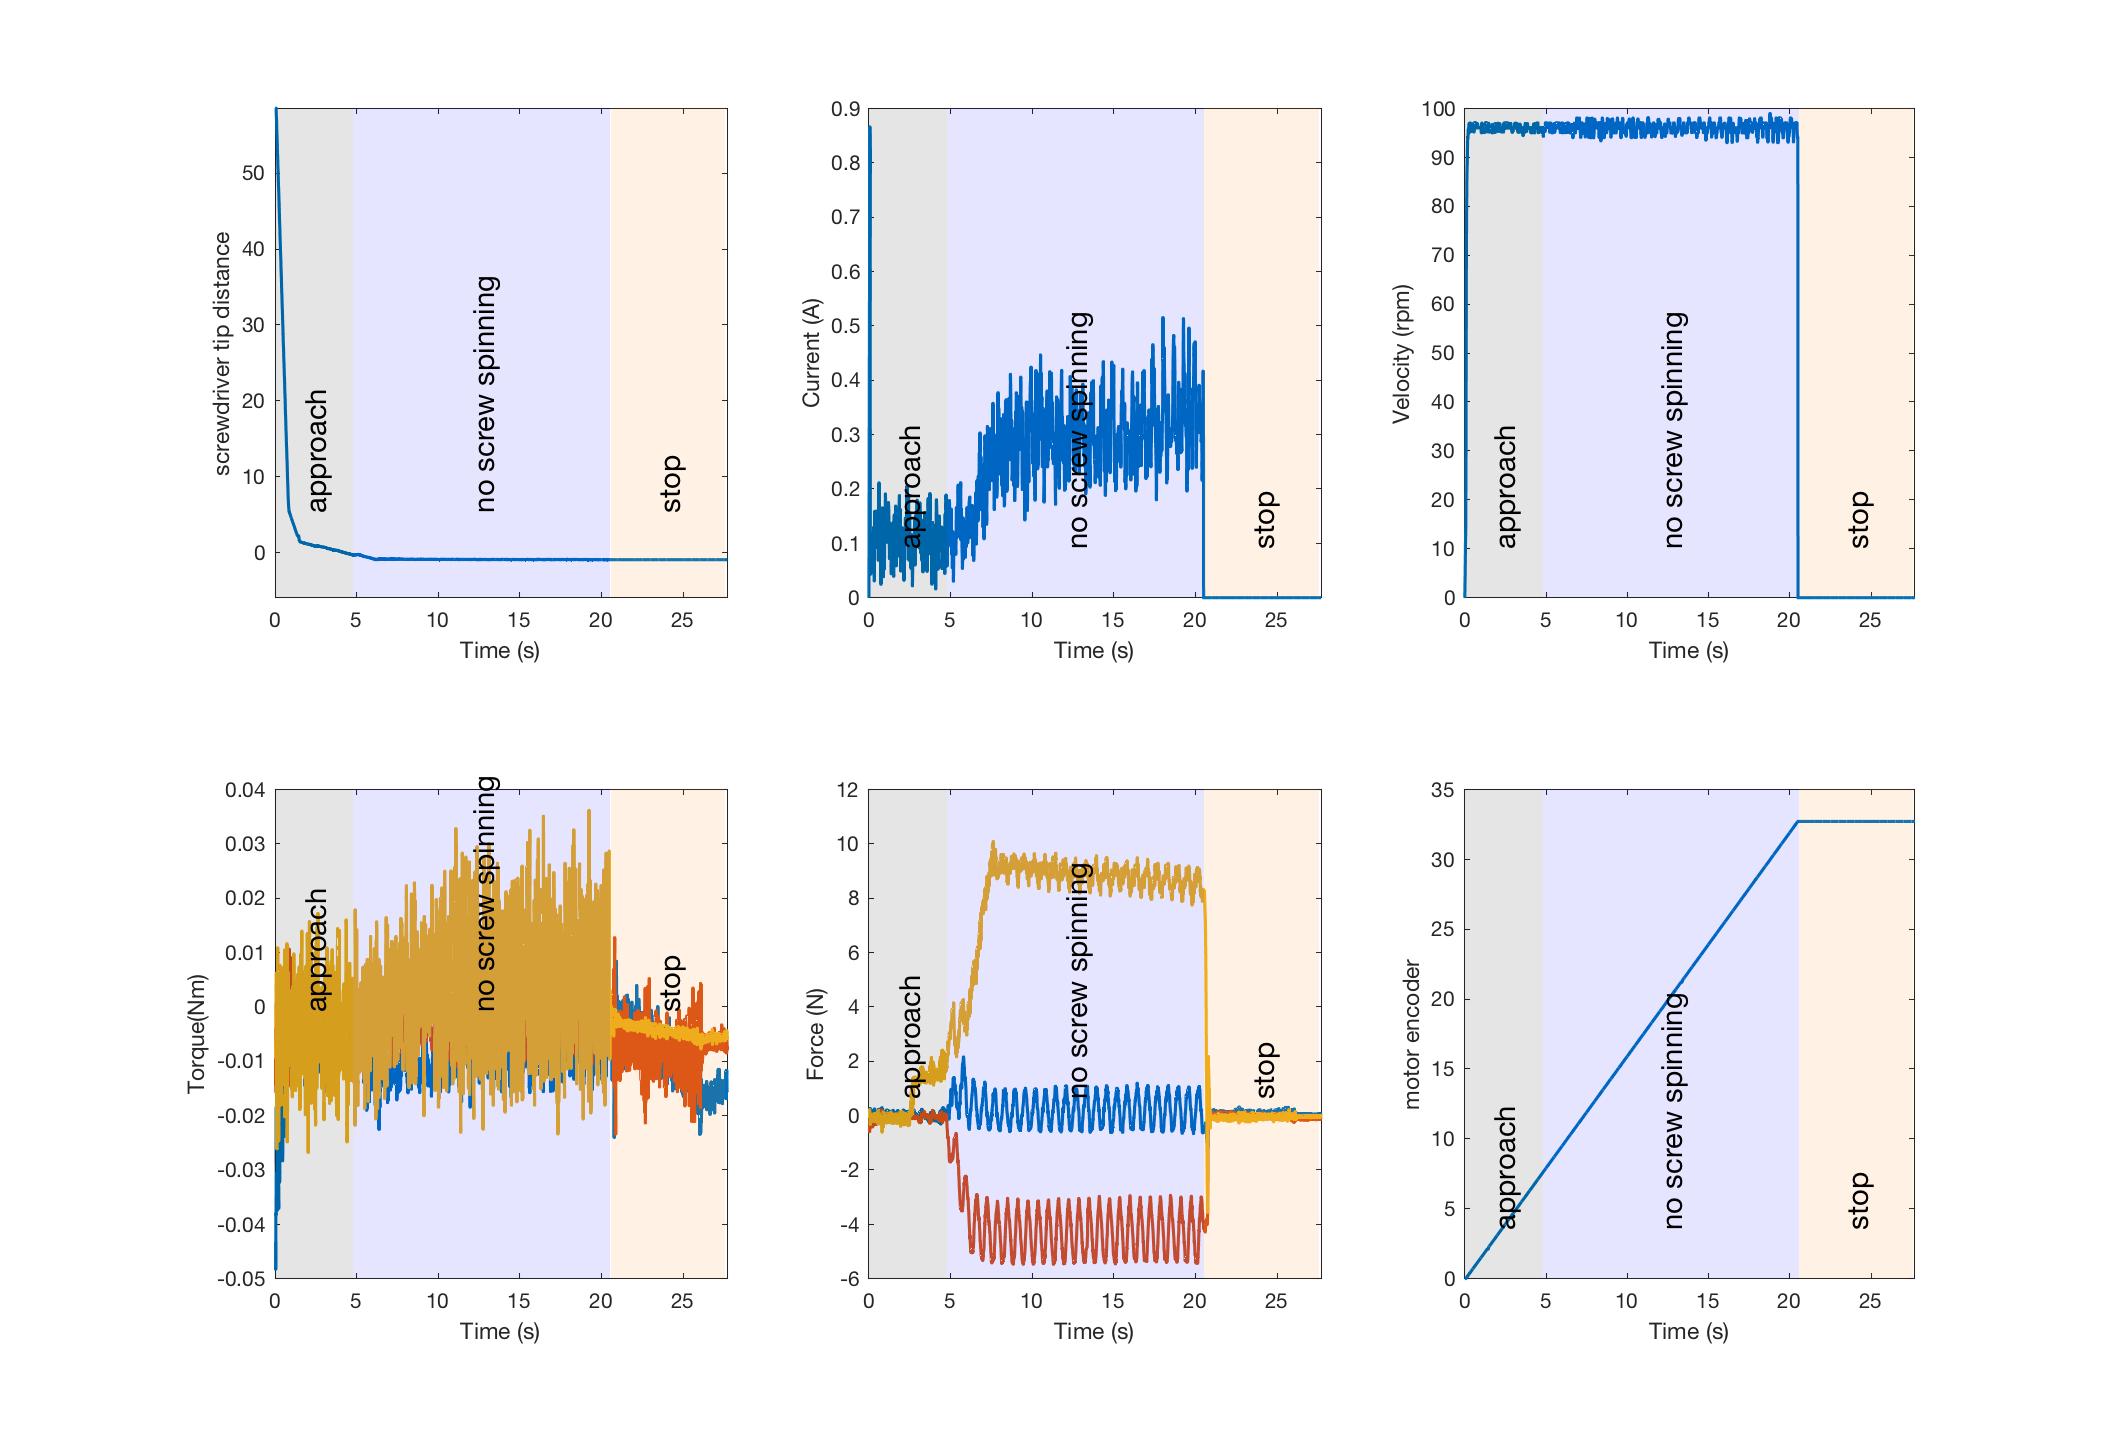 screwdriver tip distance
50
40
30
20
10
0
approach
no screw spinning
stop
0 5 10 15 20 25
Time (s)
Current (A)
0.9
0.8
0.7
0.6
0.5
0.4
0.3
0.2
0.1
0
approach
no screw spinning
stop
0 5 10 15 20 25
Time (s)
Velocity (rpm)
100
90
80
70
60
50
40
30
20
10
0
approach
no screw spinning
stop
0 5 10 15 20 25
Time (s)
Torque(Nm)
0.04
0.03
0.02
0.01
0
-0.01
-0.02
-0.03
-0.04
-0.05
approach
no screw spinning
stop
0 5 10 15 20 25
Time (s)
Force (N)
12
10
8
6
4
2
0
-2
-4
-6
approach
no screw spinning
stop
0 5 10 15 20 25
Time (s)
motor encoder
35
30
25
20
15
10
5
0
approach
no screw spinning
stop
0 5 10 15 20 25
Time (s)